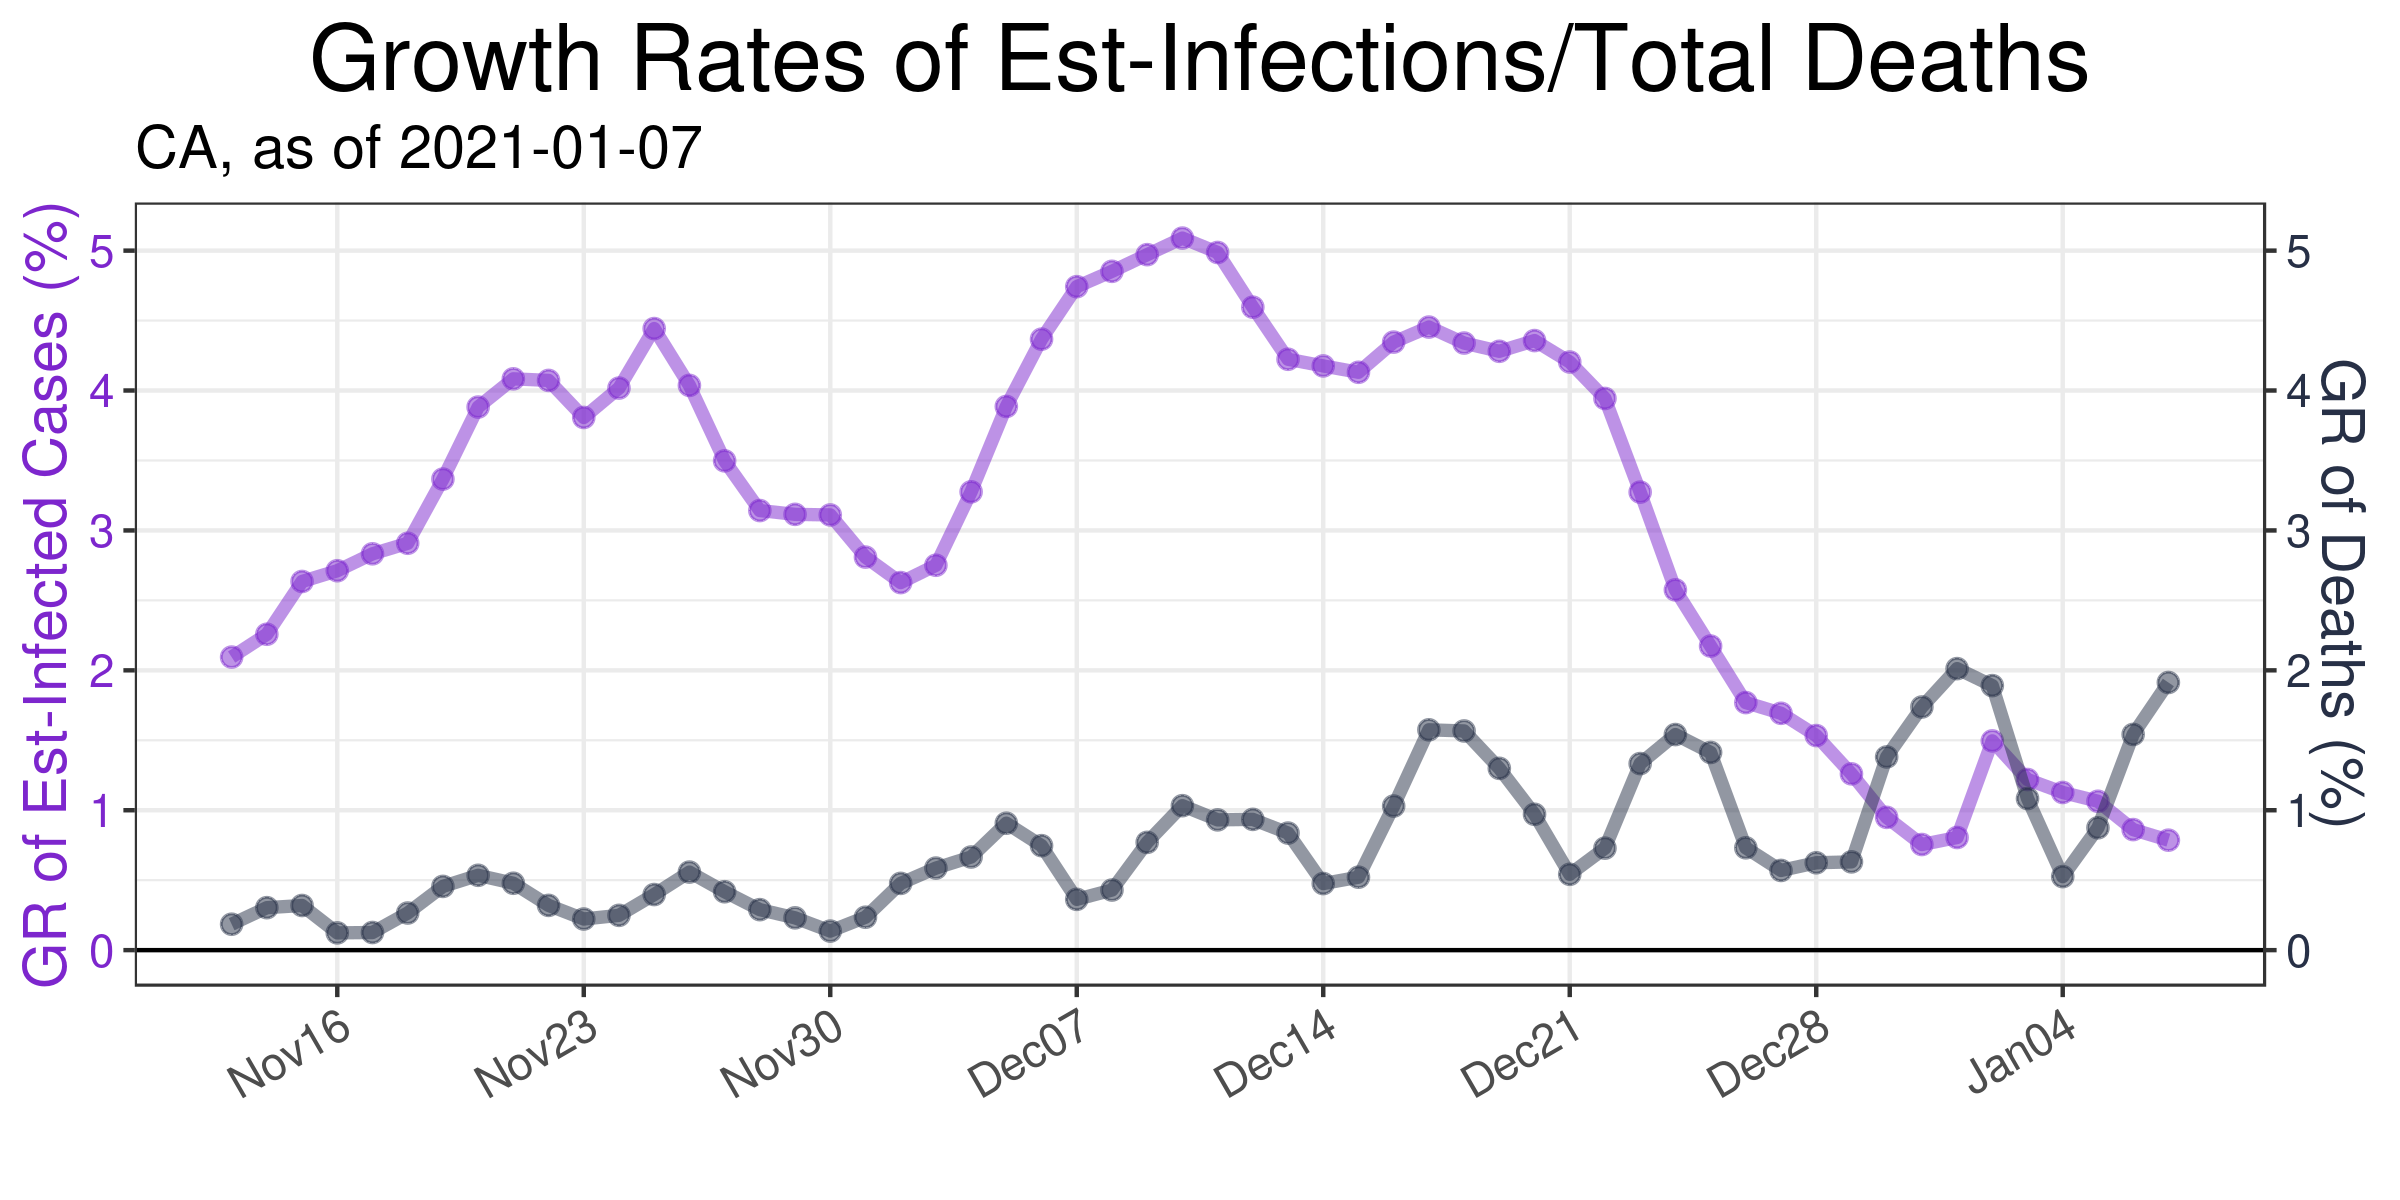 Growth Rates of Est-Infections/Total Deaths
CA, as of 2021-01-07
GR of Est-Infected Cases (%)
5
4
3
2
1
0
5
4
3
2
1
0
GR of Deaths (%)
Nov16
Nov23
Nov30
Dec07
Dec14
Dec21
Dec28
Jan04